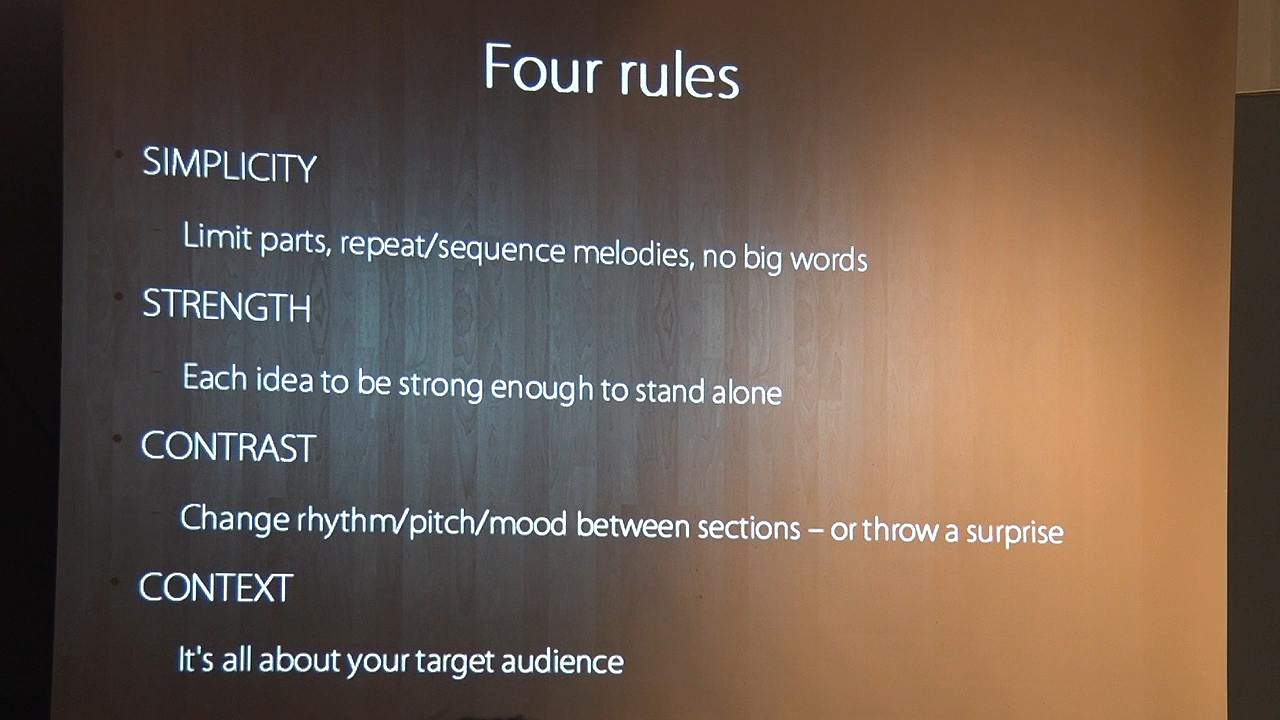 Four rules
SIMPLICITY
Limit parts, repeat/sequence melodies, no big words
STRENGTH
Each idea to be strong enough to stand alone
CONTRAST
Change rhythm/pitch/mood between sections – or throw a surprise
CONTEXT
It's all about your target audience